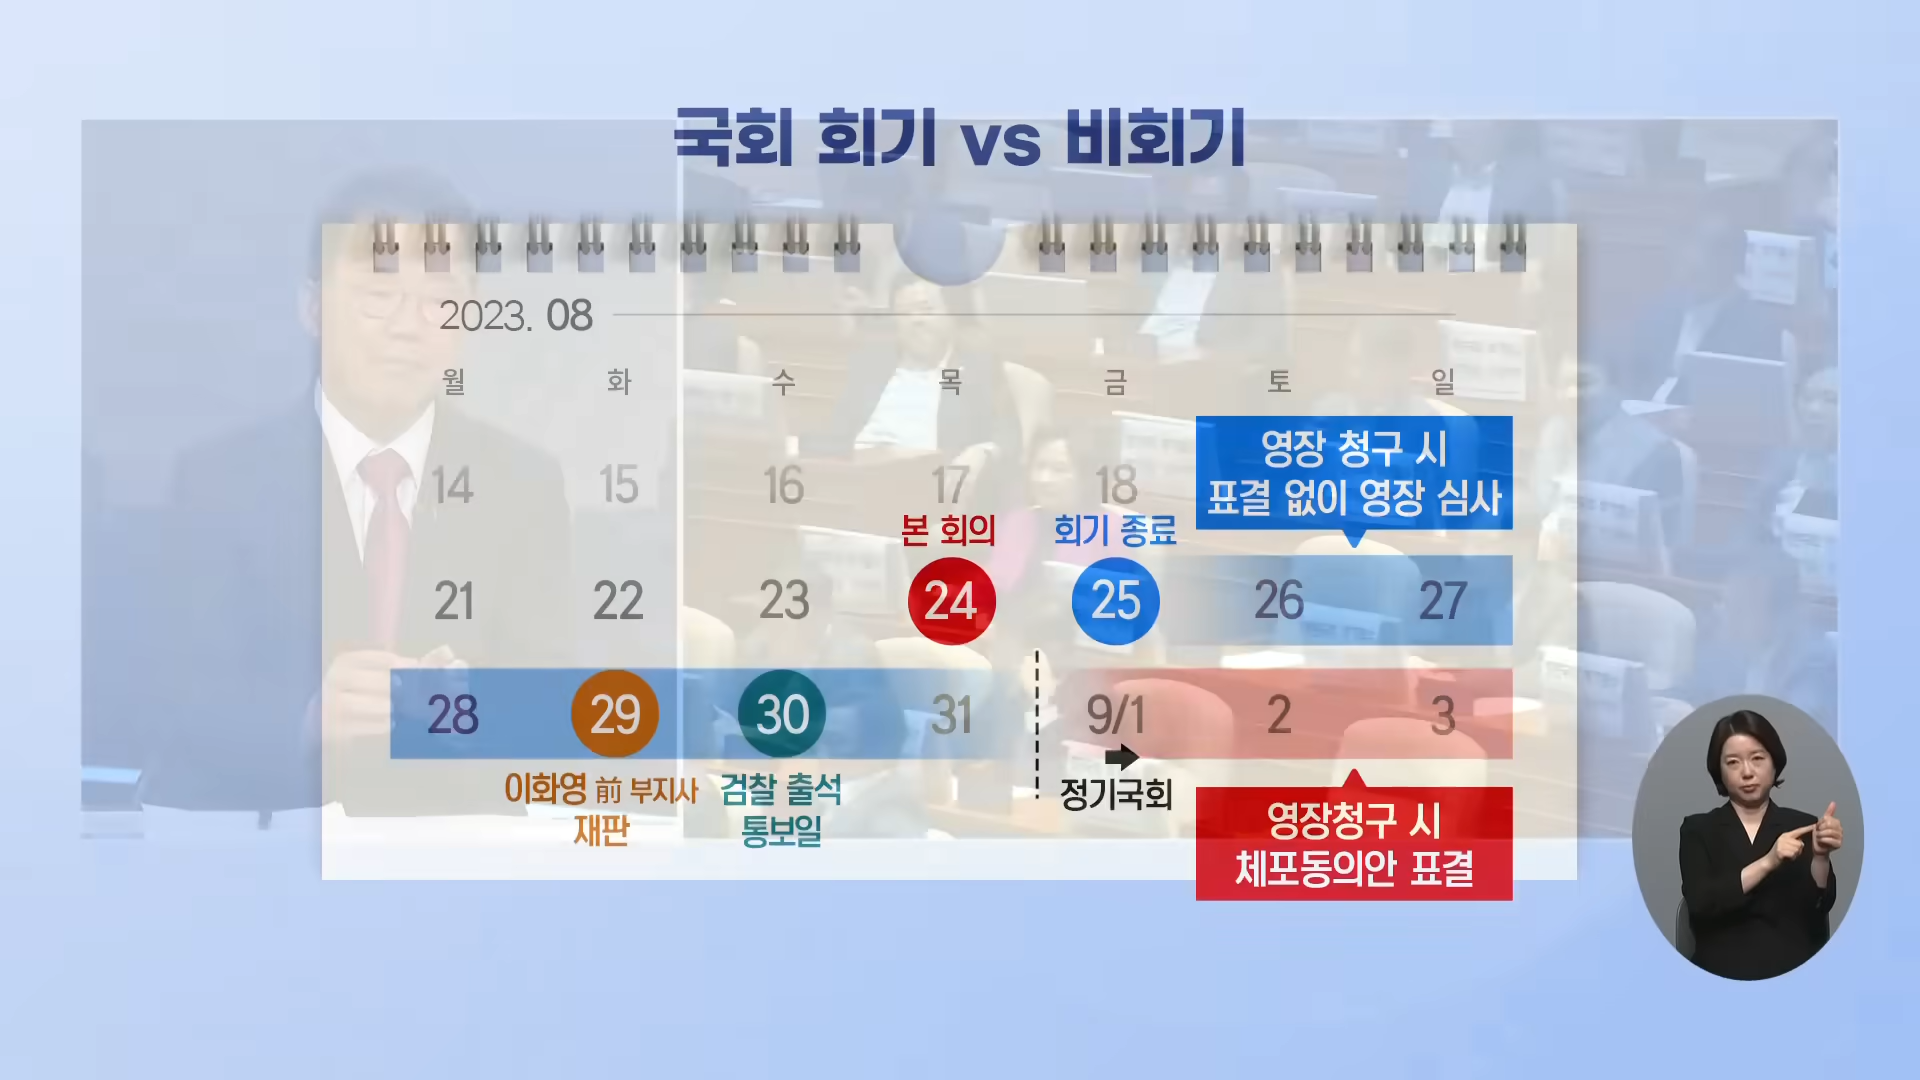 국회 회기 vs 비회기
2023. 08
월 화 수 목 금 토 일
14 15 16 17 18
영장 청구 시
표결 없이 영장 심사
본 회의 회기 종료
21 22 23 24 25 26 27
28 29 30 31 9/1 2 3
이화영 前 부지사
재판
검찰 출석
통보일
정기국회
영장청구 시
체포동의안 표결